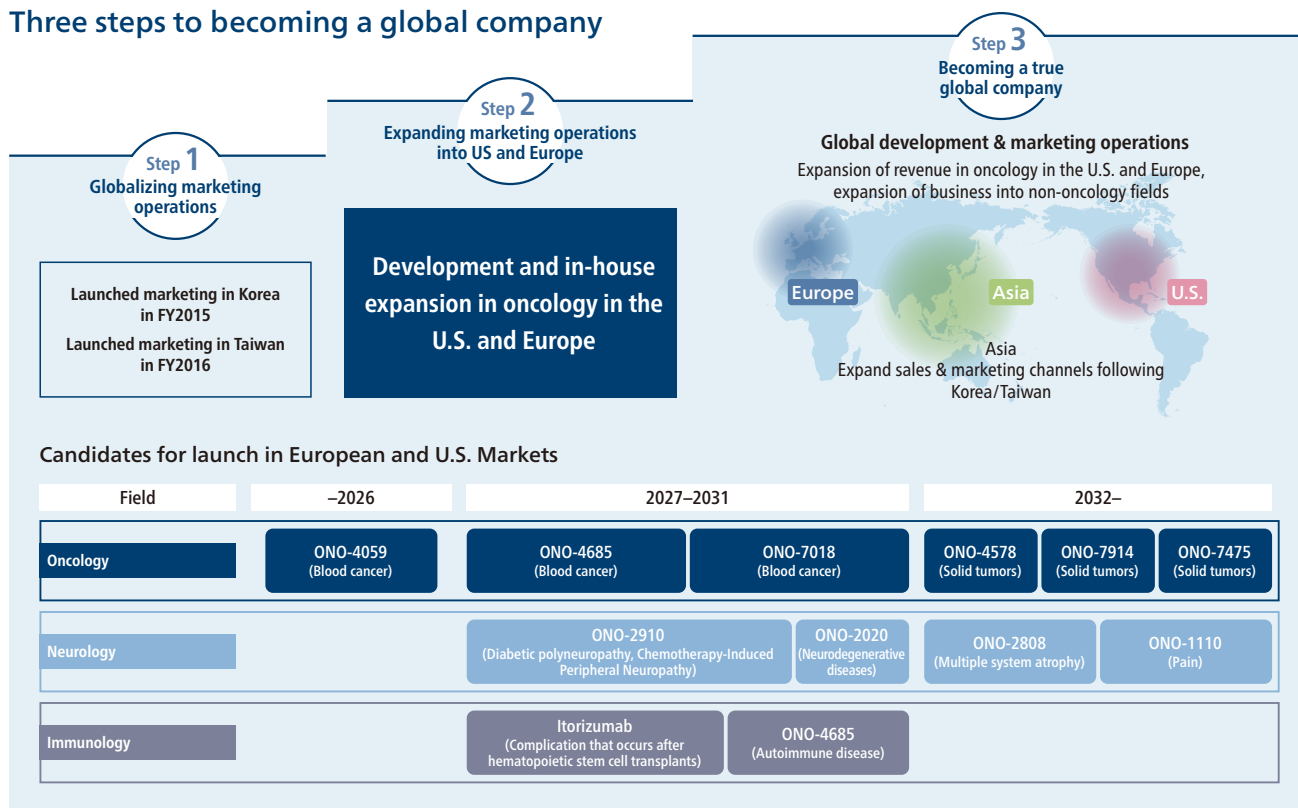 Three steps to becoming a global company
Step 1
Globalizing marketing
operations
Launched marketing in Korea
in FY2015
Launched marketing in Taiwan
in FY2016
Step 2
Expanding marketing operations
into US and Europe
Development and in-house
expansion in oncology in the
U.S. and Europe
Step 3
Becoming a true
global company
Global development & marketing operations
Expansion of revenue in oncology in the U.S. and Europe,
expansion of business into non-oncology fields
Europe
Asia
U.S.
Asia
Expand sales & marketing channels following
Korea/Taiwan
Candidates for launch in European and U.S. Markets
Field
–2026
2027–2031
2032–
Oncology
ONO-4059
(Blood cancer)
ONO-4685
(Blood cancer)
ONO-7018
(Blood cancer)
ONO-4578
(Solid tumors)
ONO-7914
(Solid tumors)
ONO-7475
(Solid tumors)
Neurology
ONO-2910
(Diabetic polyneuropathy, Chemotherapy-Induced
Peripheral Neuropathy)
ONO-2020
(Neurodegenerative
diseases)
ONO-2808
(Multiple system atrophy)
ONO-1110
(Pain)
Immunology
Itorizumab
(Complication that occurs after
hematopoietic stem cell transplants)
ONO-4685
(Autoimmune disease)